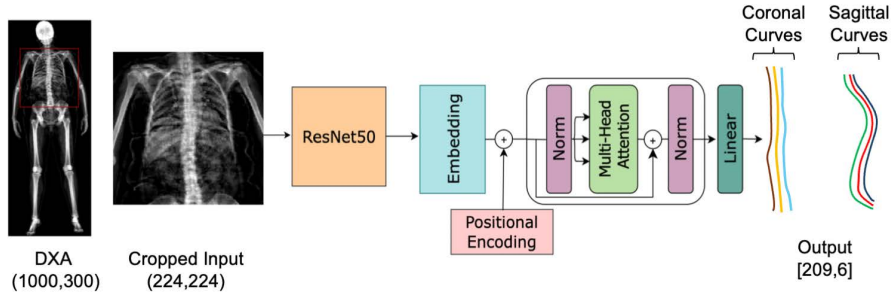 DXA
(1000,300)
Cropped Input
(224,224)
ResNet50
Embedding
+
Positional
Encoding
Norm
Multi-Head
Attention
+
Norm
Linear
Coronal
Curves
Sagittal
Curves
Output
[209,6]